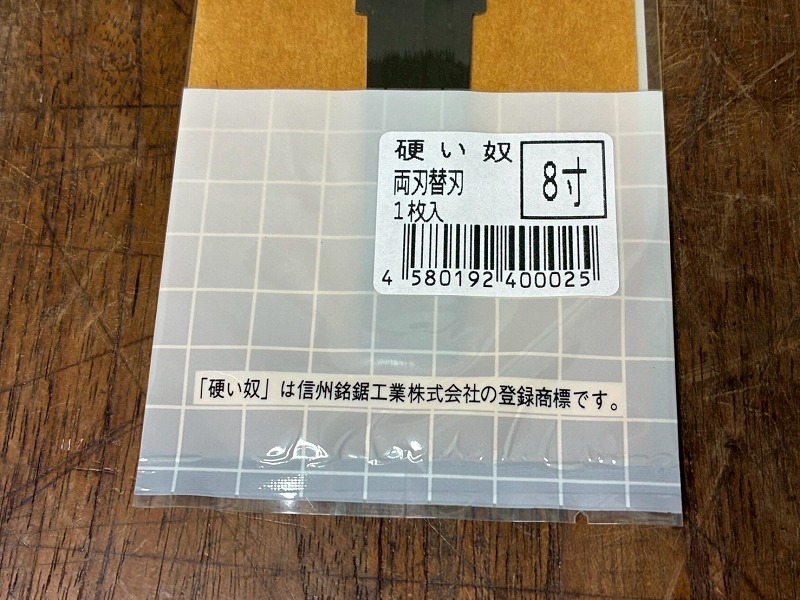 硬い奴
8寸
両刃替刃
1枚入
4 580192 400025
「硬い奴」は信州銘鋸工業株式会社の登録商標です。